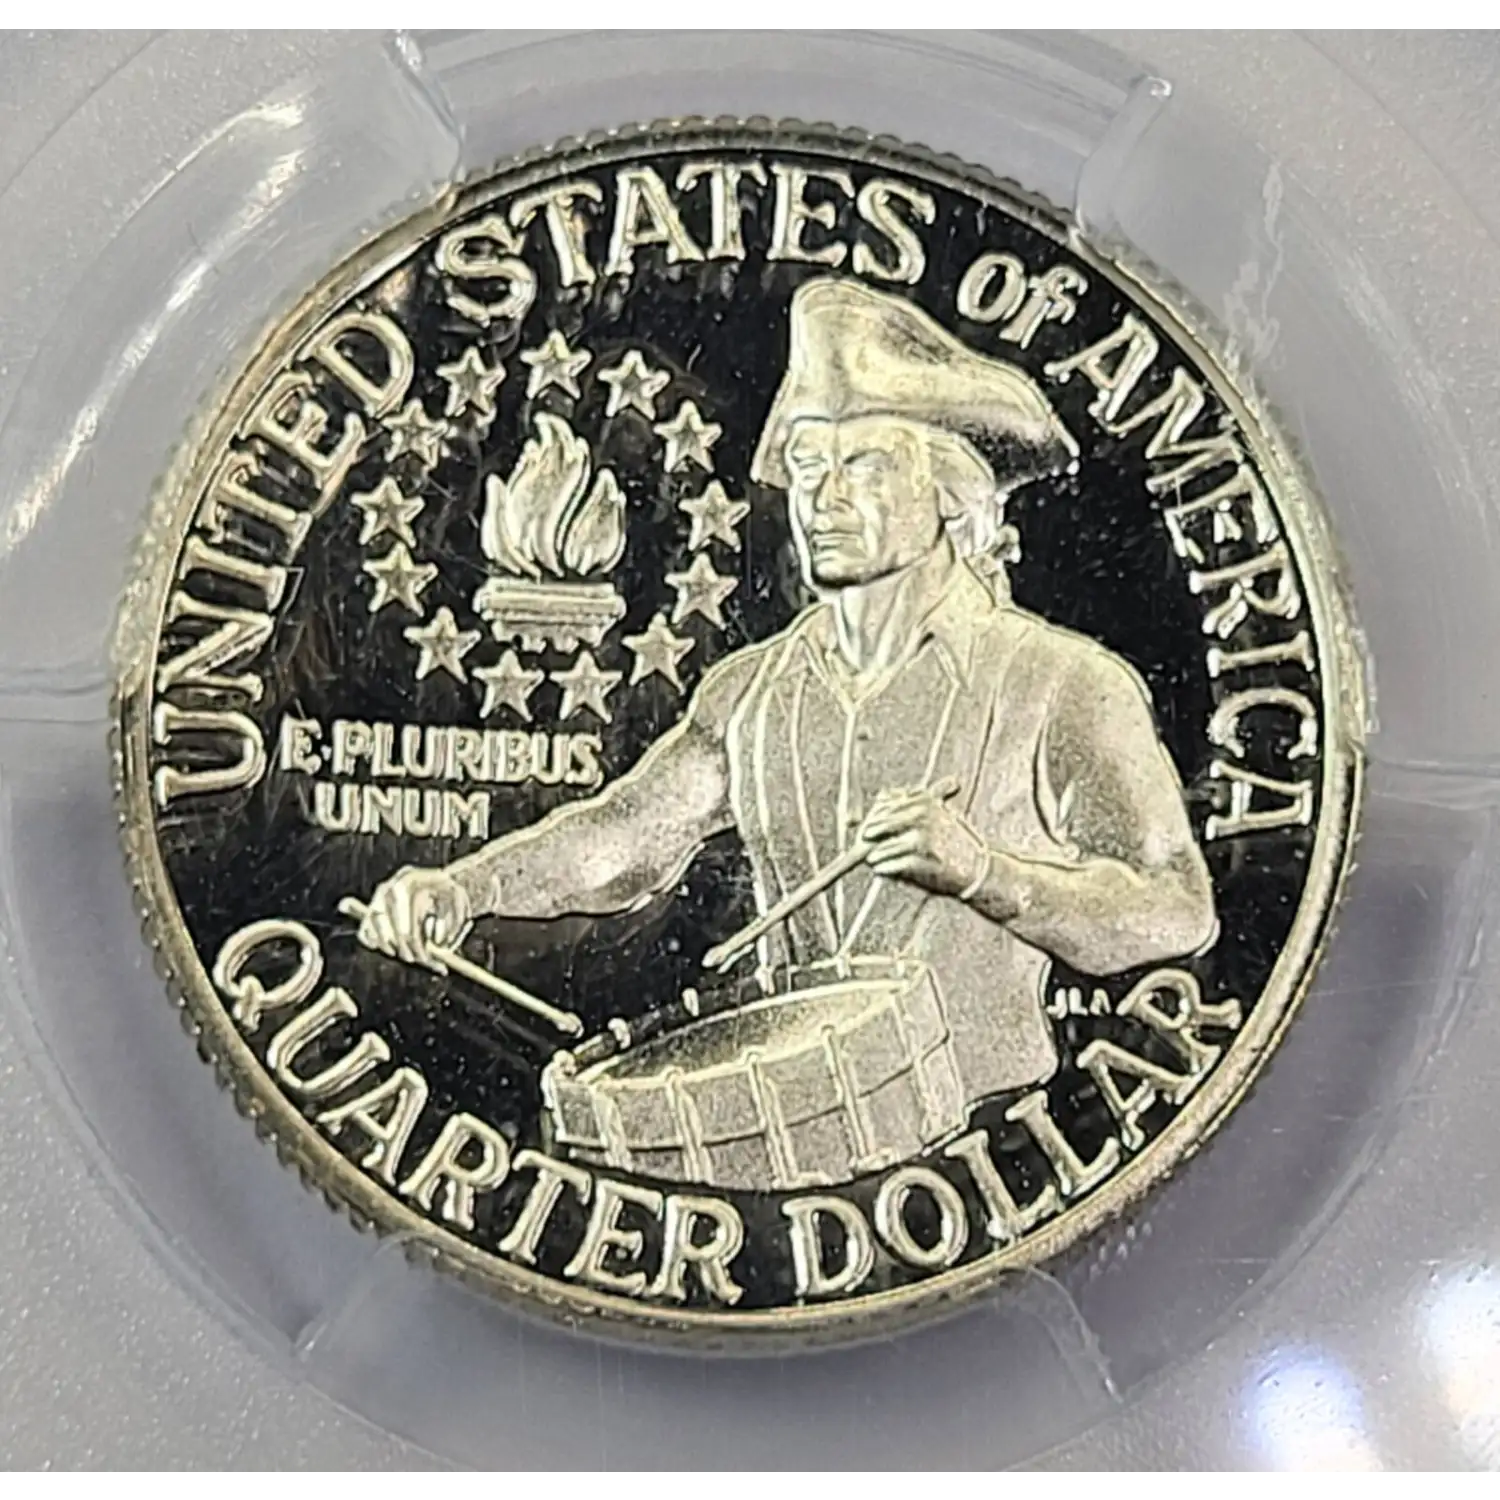 UNITED STATES of AMERICA
E·PLURIBUS
UNUM
JLA
QUARTER DOLLAR